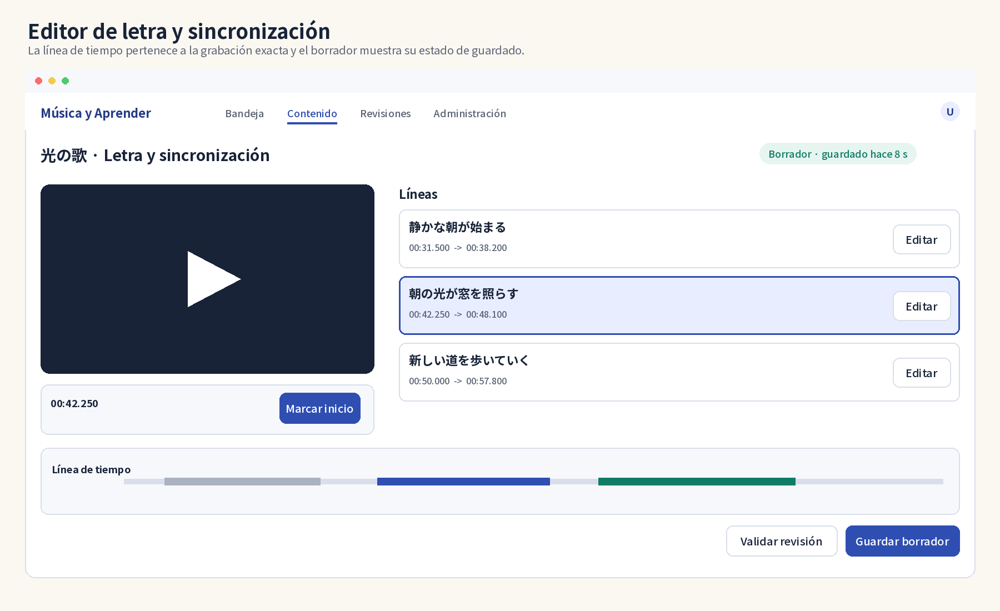 Editor de letra y sincronización
La línea de tiempo pertenece a la grabación exacta y el borrador muestra su estado de guardado.
Música y Aprender
Bandeja
Contenido
Revisiones
Administración
U
光の歌 · Letra y sincronización
Borrador · guardado hace 8 s
Líneas
静かな朝が始まる
00:31.500 -> 00:38.200
Editar
朝の光が窓を照らす
00:42.250 -> 00:48.100
Editar
新しい道を歩いていく
00:50.000 -> 00:57.800
Editar
00:42.250
Marcar inicio
Línea de tiempo
Validar revisión
Guardar borrador